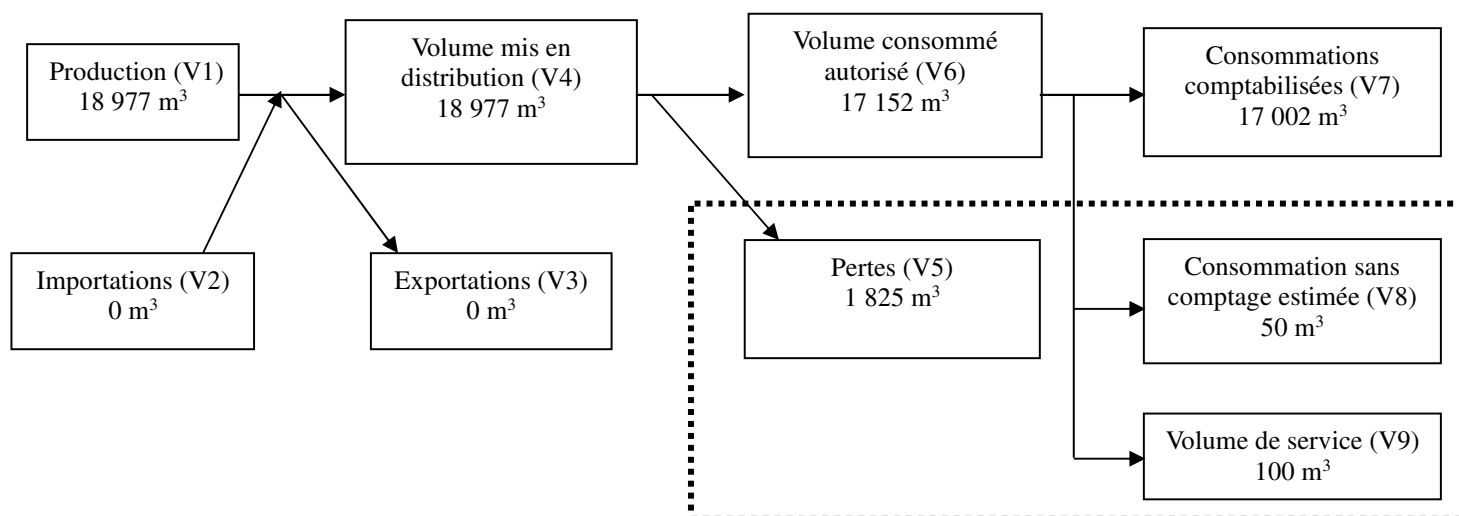 Production (V1)
18 977 m³
Volume mis en
distribution (V4)
18 977 m³
Volume consommé
autorisé (V6)
17 152 m³
Consommations
comptabilisées (V7)
17 002 m³
Importations (V2)
0 m³
Exportations (V3)
0 m³
Pertes (V5)
1 825 m³
Consommation sans
comptage estimée (V8)
50 m³
Volume de service (V9)
100 m³